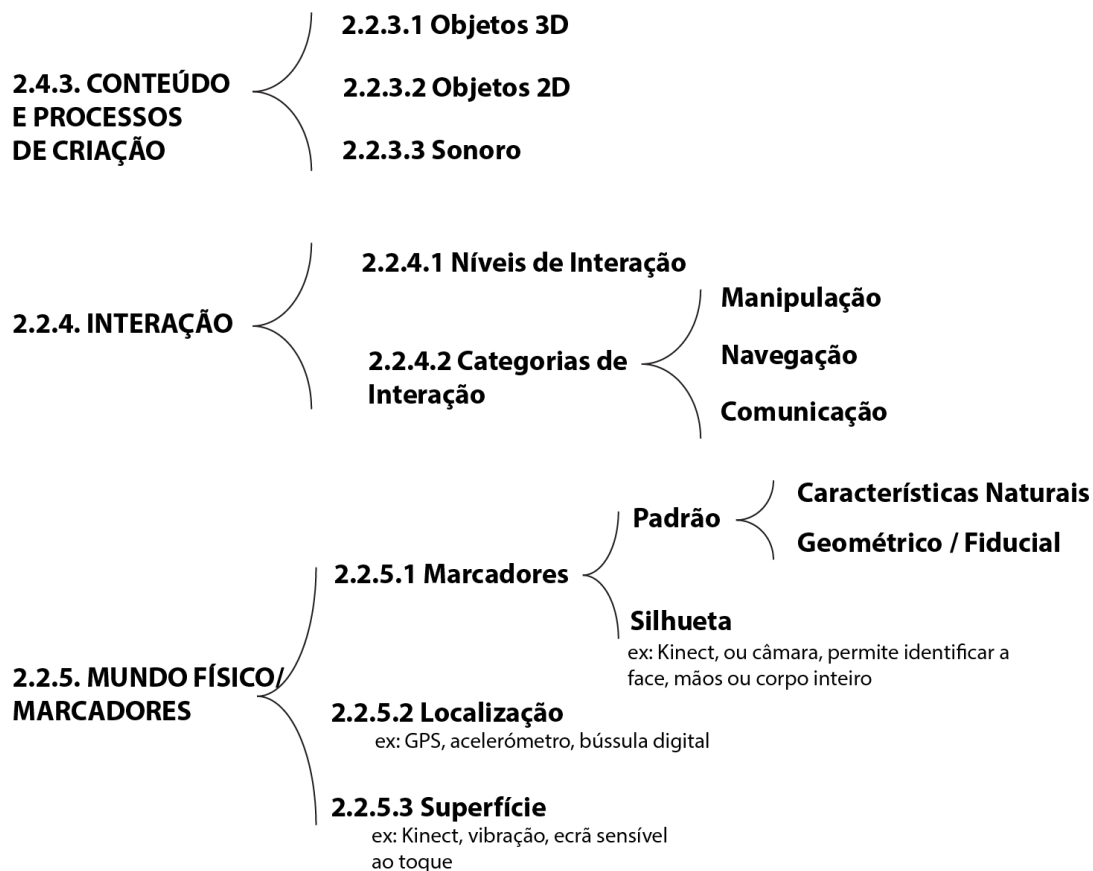 2.4.3. CONTEÚDO
E PROCESSOS
DE CRIAÇÃO
2.2.3.1 Objetos 3D
2.2.3.2 Objetos 2D
2.2.3.3 Sonoro
2.2.4. INTERAÇÃO
2.2.4.1 Níveis de Interação
2.2.4.2 Categorias de
Interação
Manipulação
Navegação
Comunicação
2.2.5. MUNDO FÍSICO/
MARCADORES
2.2.5.1 Marcadores
Padrão
Características Naturais
Geométrico / Fiducial
Silhueta
ex: Kinect, ou câmara, permite identificar a
face, mãos ou corpo inteiro
2.2.5.2 Localização
ex: GPS, acelerómetro, bússula digital
2.2.5.3 Superfície
ex: Kinect, vibração, ecrã sensível
ao toque